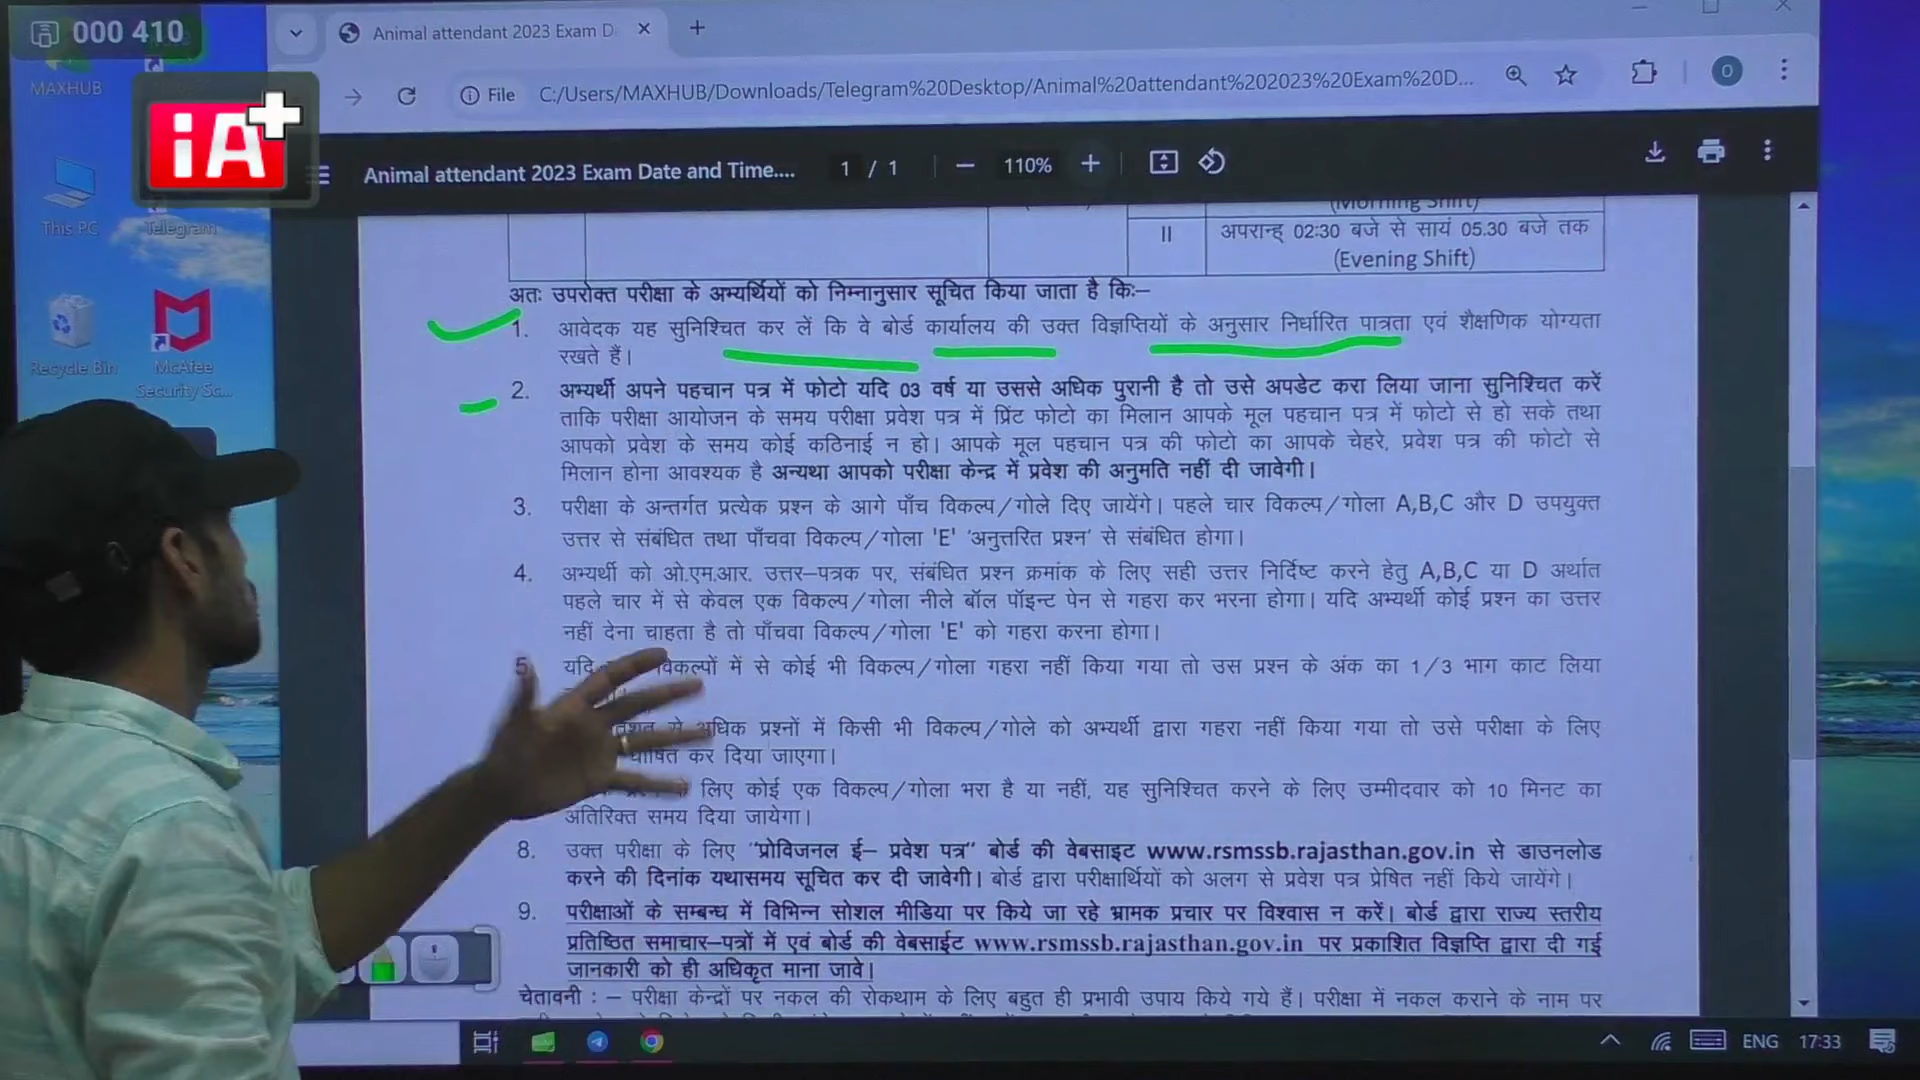 000 410
Animal attendant 2023 Exam D
MAXHUB
File
C:/Users/MAXHUB/Downloads/Telegram%20Desktop/Animal%20attendant%202023%20Exam%20D...
O
iA+
Animal attendant 2023 Exam Date and Time....
1 / 1
110%
This PC
Telegram
(Morning Shift)
II
अपरान्ह् 02:30 बजे से सायं 05.30 बजे तक
(Evening Shift)
अतः उपरोक्त परीक्षा के अभ्यर्थियों को निम्नानुसार सूचित किया जाता है किः–
1. आवेदक यह सुनिश्चित कर लें कि वे बोर्ड कार्यालय की उक्त विज्ञप्तियों के अनुसार निर्धारित पात्रता एवं शैक्षणिक योग्यता
रखते हैं।
Recycle Bin
McAfee
Security Sc...
2. अभ्यर्थी अपने पहचान पत्र में फोटो यदि 03 वर्ष या उससे अधिक पुरानी है तो उसे अपडेट करा लिया जाना सुनिश्चित करें
ताकि परीक्षा आयोजन के समय परीक्षा प्रवेश पत्र में प्रिंट फोटो का मिलान आपके मूल पहचान पत्र में फोटो से हो सके तथा
आपको प्रवेश के समय कोई कठिनाई न हो। आपके मूल पहचान पत्र की फोटो का आपके चेहरे, प्रवेश पत्र की फोटो से
मिलान होना आवश्यक है अन्यथा आपको परीक्षा केन्द्र में प्रवेश की अनुमति नहीं दी जावेगी।
3. परीक्षा के अन्तर्गत प्रत्येक प्रश्न के आगे पाँच विकल्प/गोले दिए जायेंगे। पहले चार विकल्प/गोला A,B,C और D उपयुक्त
उत्तर से संबंधित तथा पाँचवा विकल्प/गोला 'E' 'अनुत्तरित प्रश्न' से संबंधित होगा।
4. अभ्यर्थी को ओ.एम.आर. उत्तर–पत्रक पर, संबंधित प्रश्न क्रमांक के लिए सही उत्तर निर्दिष्ट करने हेतु A,B,C या D अर्थात
पहले चार में से केवल एक विकल्प/गोला नीले बॉल पॉइन्ट पेन से गहरा कर भरना होगा। यदि अभ्यर्थी कोई प्रश्न का उत्तर
नहीं देना चाहता है तो पाँचवा विकल्प/गोला 'E' को गहरा करना होगा।
5. यदि विकल्पों में से कोई भी विकल्प/गोला गहरा नहीं किया गया तो उस प्रश्न के अंक का 1/3 भाग काट लिया
से अधिक प्रश्नों में किसी भी विकल्प/गोले को अभ्यर्थी द्वारा गहरा नहीं किया गया तो उसे परीक्षा के लिए
कर दिया जाएगा।
लिए कोई एक विकल्प/गोला भरा है या नहीं, यह सुनिश्चित करने के लिए उम्मीदवार को 10 मिनट का
अतिरिक्त समय दिया जायेगा।
8. उक्त परीक्षा के लिए "प्रोविजनल ई– प्रवेश पत्र" बोर्ड की वेबसाइट www.rsmssb.rajasthan.gov.in से डाउनलोड
करने की दिनांक यथासमय सूचित कर दी जावेगी। बोर्ड द्वारा परीक्षार्थियों को अलग से प्रवेश पत्र प्रेषित नहीं किये जायेंगे।
9. परीक्षाओं के सम्बन्ध में विभिन्न सोशल मीडिया पर किये जा रहे भ्रामक प्रचार पर विश्वास न करें। बोर्ड द्वारा राज्य स्तरीय
प्रतिष्ठित समाचार–पत्रों में एवं बोर्ड की वेबसाईट www.rsmssb.rajasthan.gov.in पर प्रकाशित विज्ञप्ति द्वारा दी गई
जानकारी को ही अधिकृत माना जावे।
चेतावनी : – परीक्षा केन्द्रों पर नकल की रोकथाम के लिए बहुत ही प्रभावी उपाय किये गये हैं। परीक्षा में नकल कराने के नाम पर
ENG
17:33